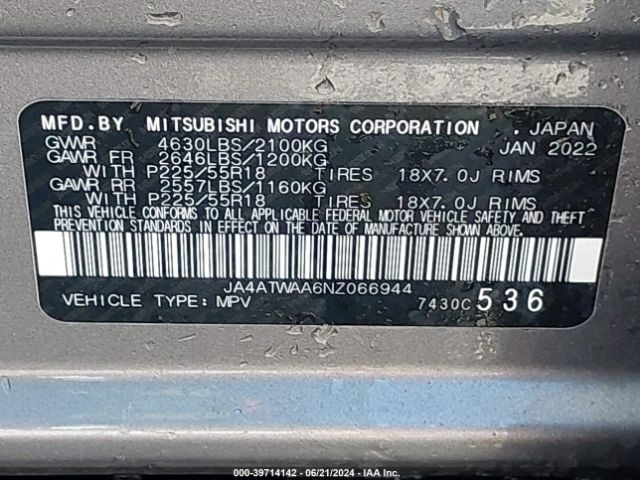 MFD.BY MITSUBISHI MOTORS CORPORATION . JAPAN
GVWR 4630LBS/2100KG JAN 2022
GAWR FR 2646LBS/1200KG
WITH P225/55R18 TIRES 18X7.0J RIMS
GAWR RR 2557LBS/1160KG
WITH P225/55R18 TIRES 18X7.0J RIMS
THIS VEHICLE CONFORMS TO ALL APPLICABLE FEDERAL MOTOR VEHICLE SAFETY AND THEFT
PREVENTION STANDARDS IN EFFECT ON THE DATE OF MANUFACTURE SHOWN ABOVE.
JA4ATWAA6NZ066944
VEHICLE TYPE: MPV 7430C 536
000-39714142 - 06/21/2024 - IAA Inc.